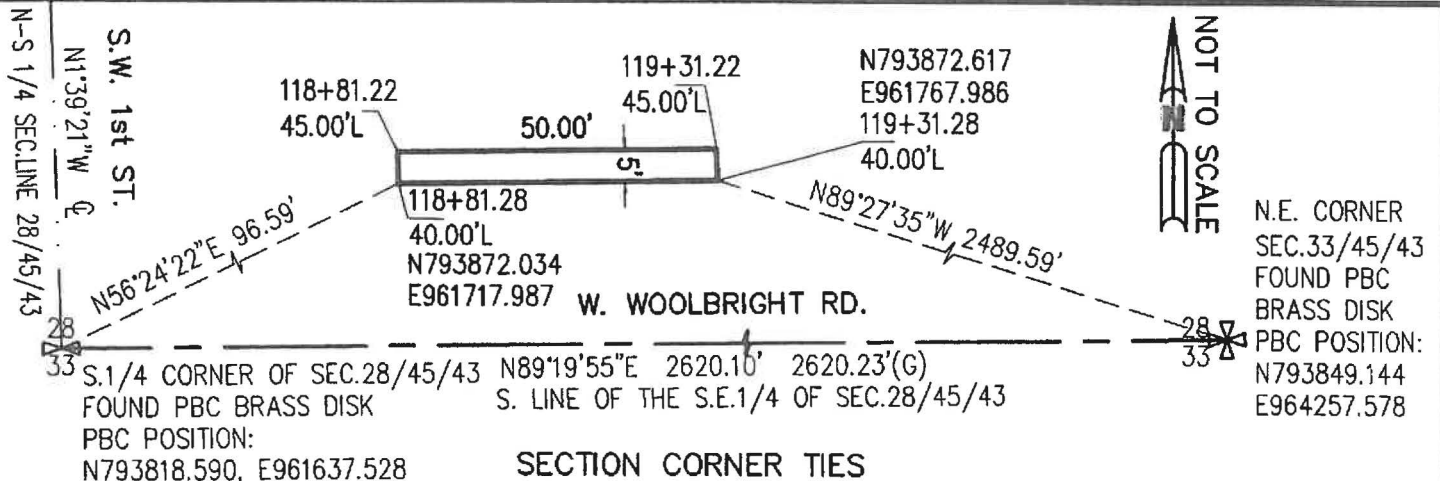 N-S 1/4 SEC.LINE 28/45/43
N1°39'21"W ℄
S.W. 1st ST.
118+81.22
45.00'L
50.00'
5'
119+31.22
45.00'L
N793872.617
E961767.986
119+31.28
40.00'L
NOT TO SCALE
N
118+81.28
40.00'L
N793872.034
E961717.987
N56°24'22"E 96.59'
N89°27'35"W 2489.59'
W. WOOLBRIGHT RD.
N.E. CORNER
SEC.33/45/43
FOUND PBC
BRASS DISK
PBC POSITION:
N793849.144
E964257.578
28
33
28
33
S.1/4 CORNER OF SEC.28/45/43
FOUND PBC BRASS DISK
PBC POSITION:
N793818.590, E961637.528
N89°19'55"E 2620.10' 2620.23'(G)
S. LINE OF THE S.E.1/4 OF SEC.28/45/43
SECTION CORNER TIES